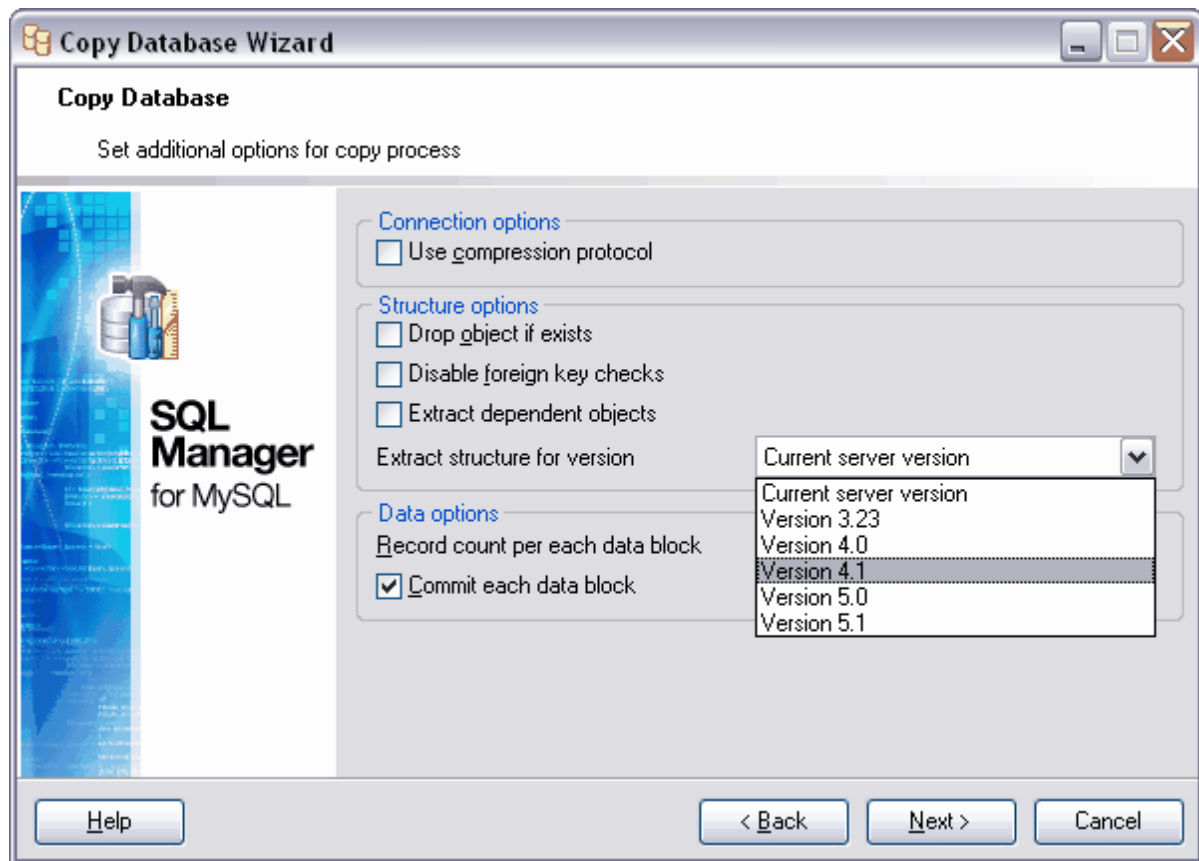 Copy Database Wizard
Copy Database
Set additional options for copy process
SQL
Manager
for MySQL
Connection options
Use compression protocol
Structure options
Drop object if exists
Disable foreign key checks
Extract dependent objects
Extract structure for version
Current server version
Current server version
Version 3.23
Version 4.0
Version 4.1
Version 5.0
Version 5.1
Data options
Record count per each data block
Commit each data block
Help
< Back
Next >
Cancel